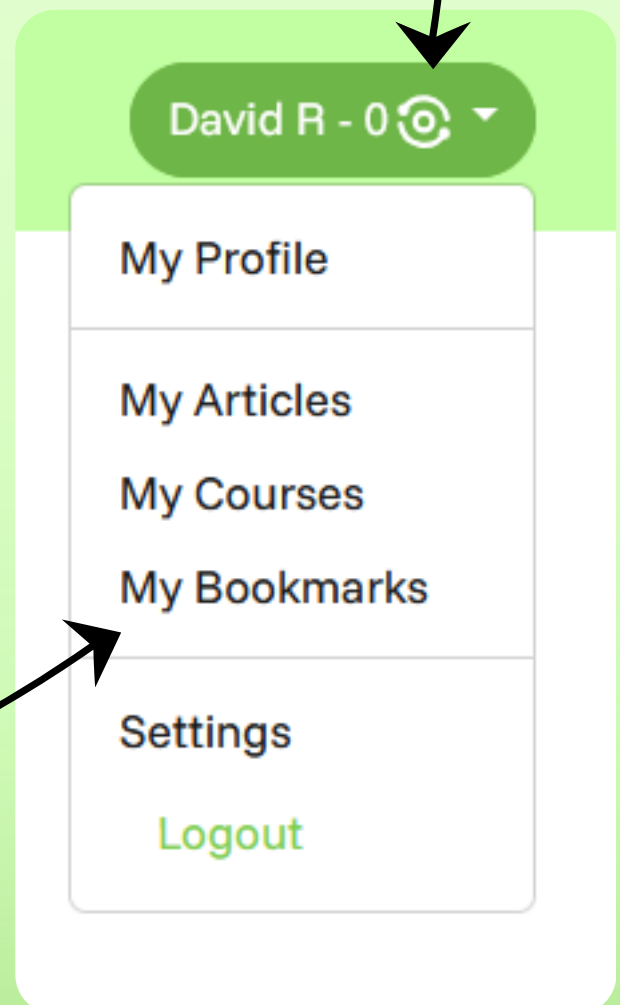 David R - 0
My Profile
My Articles
My Courses
My Bookmarks
Settings
Logout